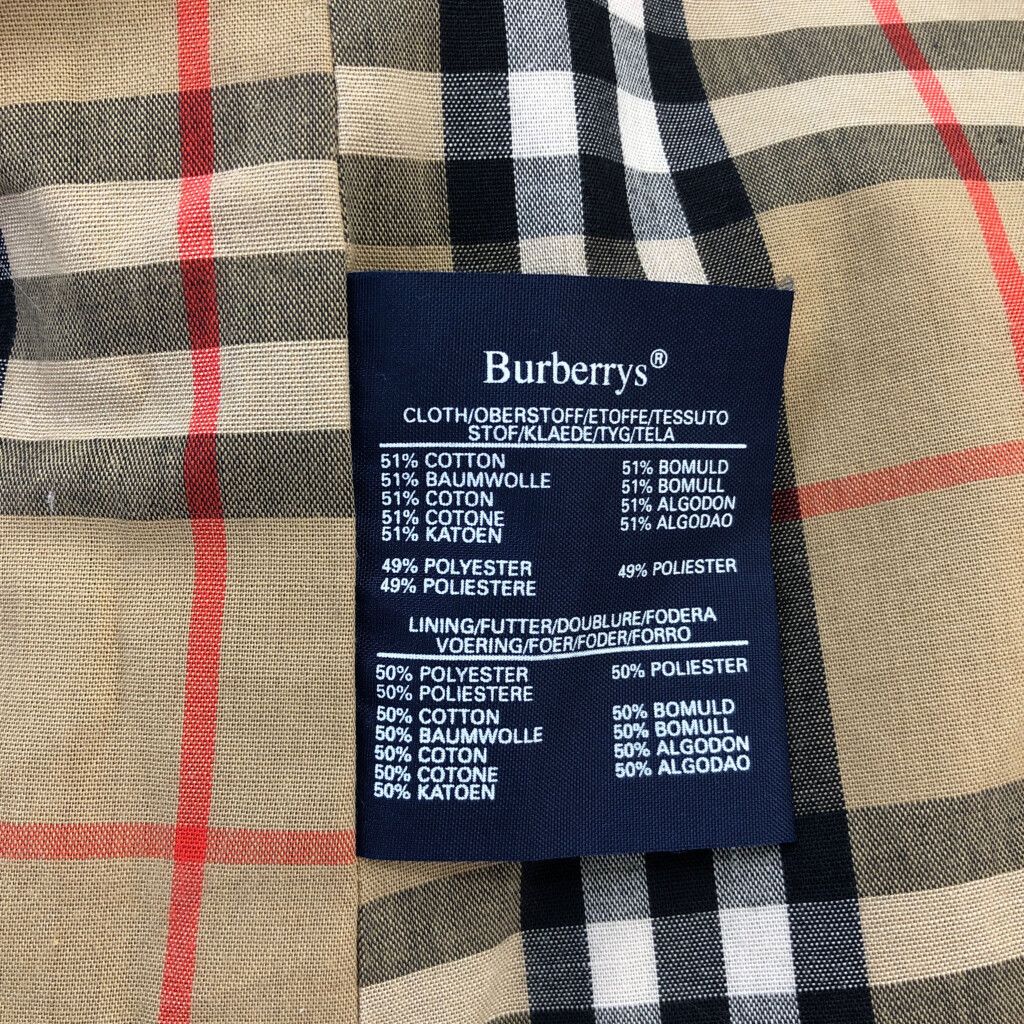 Burberrys®
CLOTH/OBERSTOFF/ETOFFE/TESSUTO
STOF/KLAEDE/TYG/TELA
51% COTTON
51% BAUMWOLLE
51% COTON
51% COTONE
51% KATOEN
51% BOMULD
51% BOMULL
51% ALGODON
51% ALGODAO
49% POLYESTER
49% POLIESTERE
49% POLIESTER
LINING/FUTTER/DOUBLURE/FODERA
VOERING/FOER/FODER/FORRO
50% POLYESTER
50% POLIESTERE
50% POLIESTER
50% COTTON
50% BAUMWOLLE
50% COTON
50% COTONE
50% KATOEN
50% BOMULD
50% BOMULL
50% ALGODON
50% ALGODAO